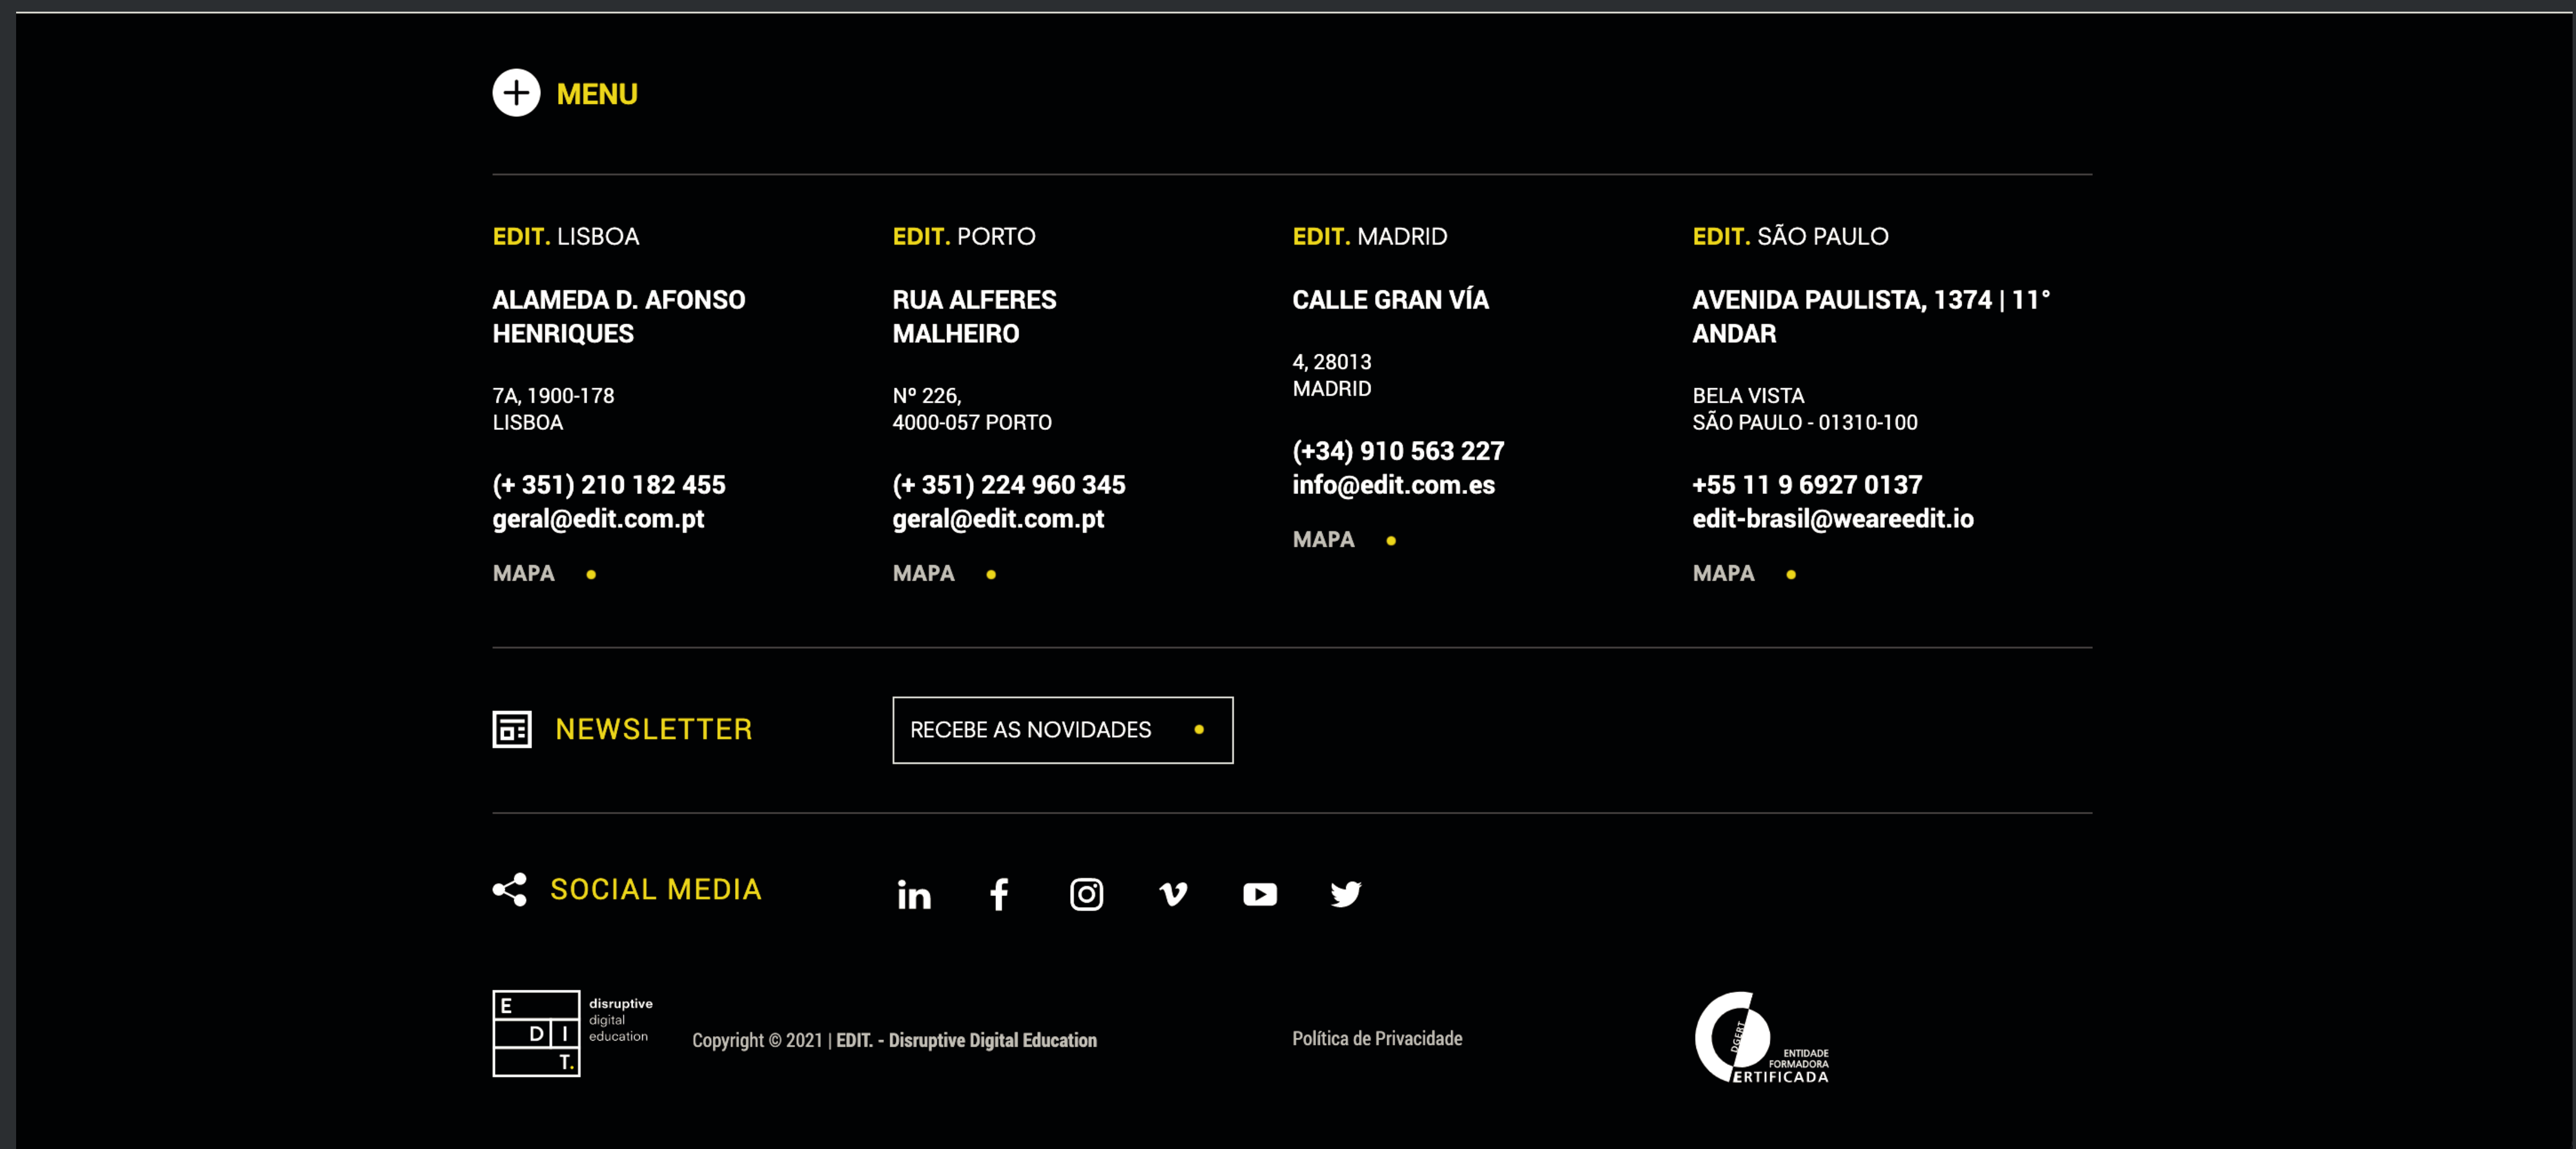 MENU
EDIT. LISBOA
ALAMEDA D. AFONSO
HENRIQUES
7A, 1900-178
LISBOA
(+ 351) 210 182 455
geral@edit.com.pt
MAPA
EDIT. PORTO
RUA ALFERES
MALHEIRO
Nº 226,
4000-057 PORTO
(+ 351) 224 960 345
geral@edit.com.pt
MAPA
EDIT. MADRID
CALLE GRAN VÍA
4, 28013
MADRID
(+34) 910 563 227
info@edit.com.es
MAPA
EDIT. SÃO PAULO
AVENIDA PAULISTA, 1374 | 11°
ANDAR
BELA VISTA
SÃO PAULO - 01310-100
+55 11 9 6927 0137
edit-brasil@weareedit.io
MAPA
NEWSLETTER
RECEBE AS NOVIDADES
SOCIAL MEDIA
E
D I
T.
disruptive
digital
education
Copyright © 2021 | EDIT. - Disruptive Digital Education
Política de Privacidade
DGERT
ENTIDADE
FORMADORA
ERTIFICADA